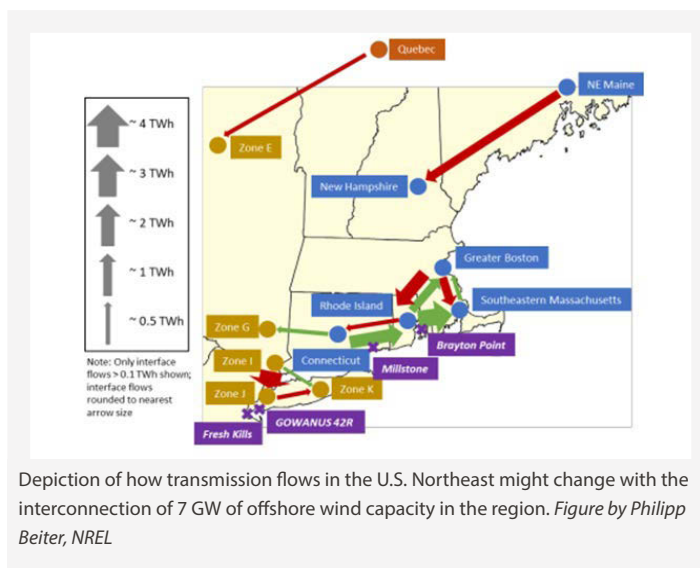 Quebec
NE Maine
~ 4 TWh
Zone E
~ 3 TWh
New Hampshire
~ 2 TWh
Greater Boston
~ 1 TWh
Rhode Island
Southeastern Massachusetts
~ 0.5 TWh
Zone G
Brayton Point
Note: Only interface
flows > 0.1 TWh shown;
interface flows
rounded to nearest
arrow size
Zone I
Connecticut
Millstone
Zone J
Zone K
GOWANUS 42R
Fresh Kills
Depiction of how transmission flows in the U.S. Northeast might change with the
interconnection of 7 GW of offshore wind capacity in the region. Figure by Philipp
Beiter, NREL